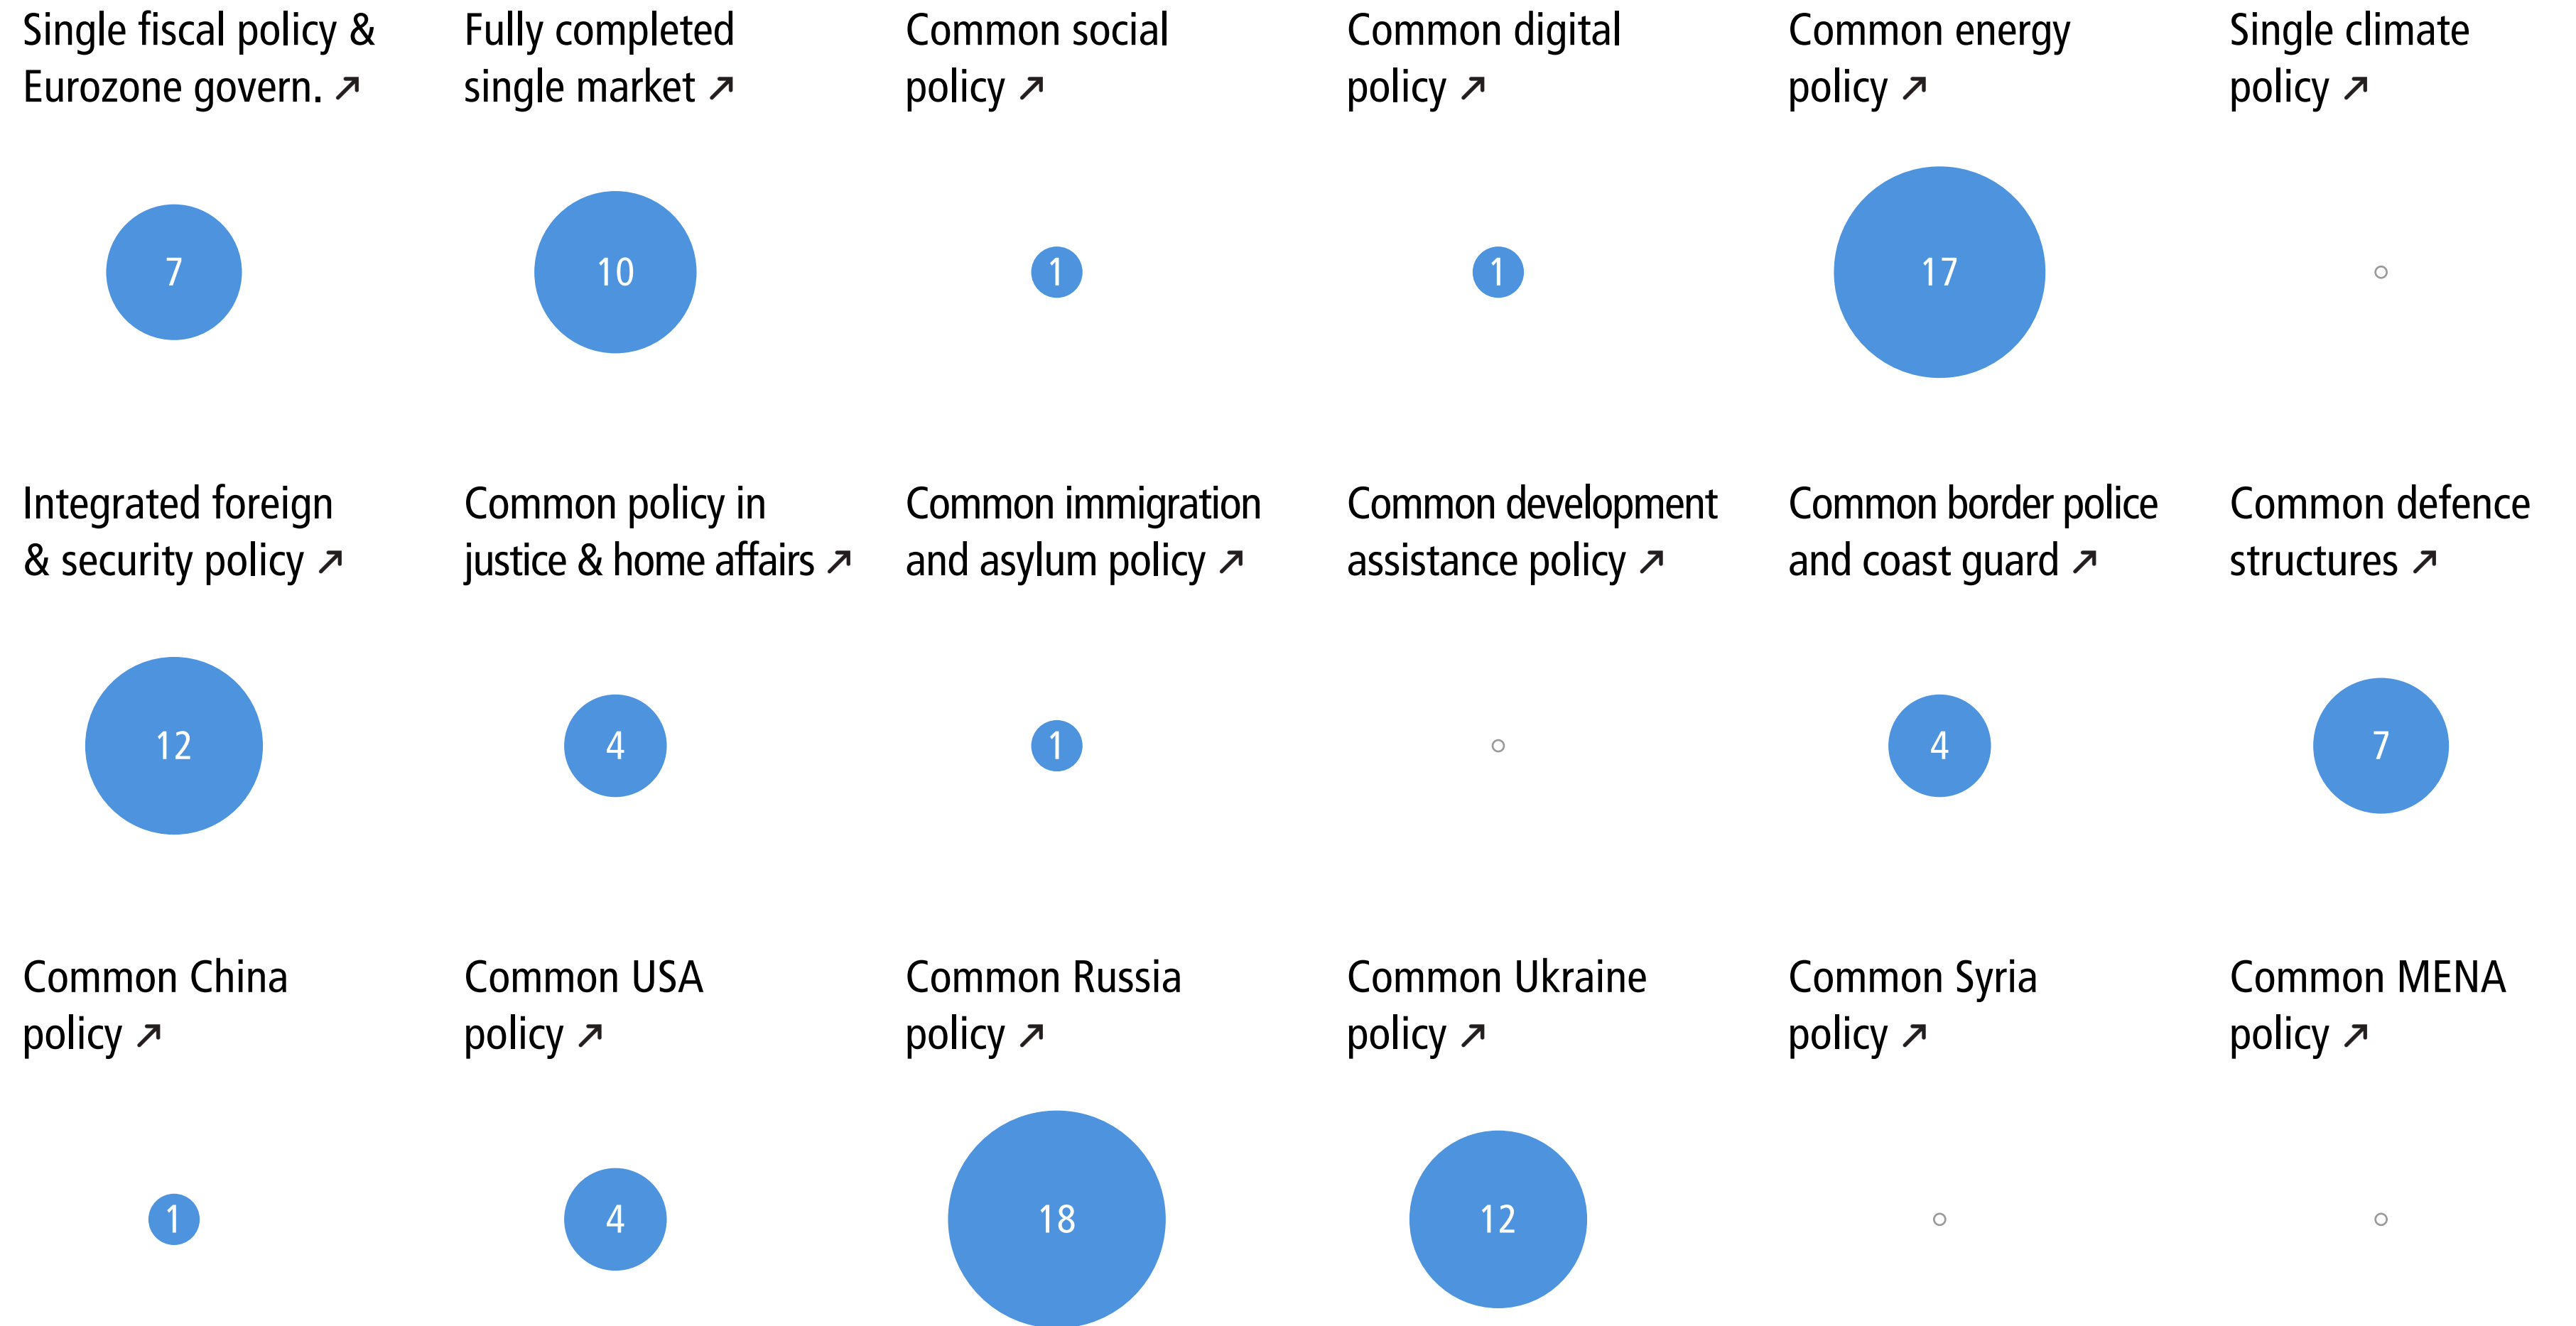 Single fiscal policy &
Eurozone govern. ↗
Fully completed
single market ↗
Common social
policy ↗
Common digital
policy ↗
Common energy
policy ↗
Single climate
policy ↗
7
10
1
1
17
Integrated foreign
& security policy ↗
Common policy in
justice & home affairs ↗
Common immigration
and asylum policy ↗
Common development
assistance policy ↗
Common border police
and coast guard ↗
Common defence
structures ↗
12
4
1
4
7
Common China
policy ↗
Common USA
policy ↗
Common Russia
policy ↗
Common Ukraine
policy ↗
Common Syria
policy ↗
Common MENA
policy ↗
1
4
18
12